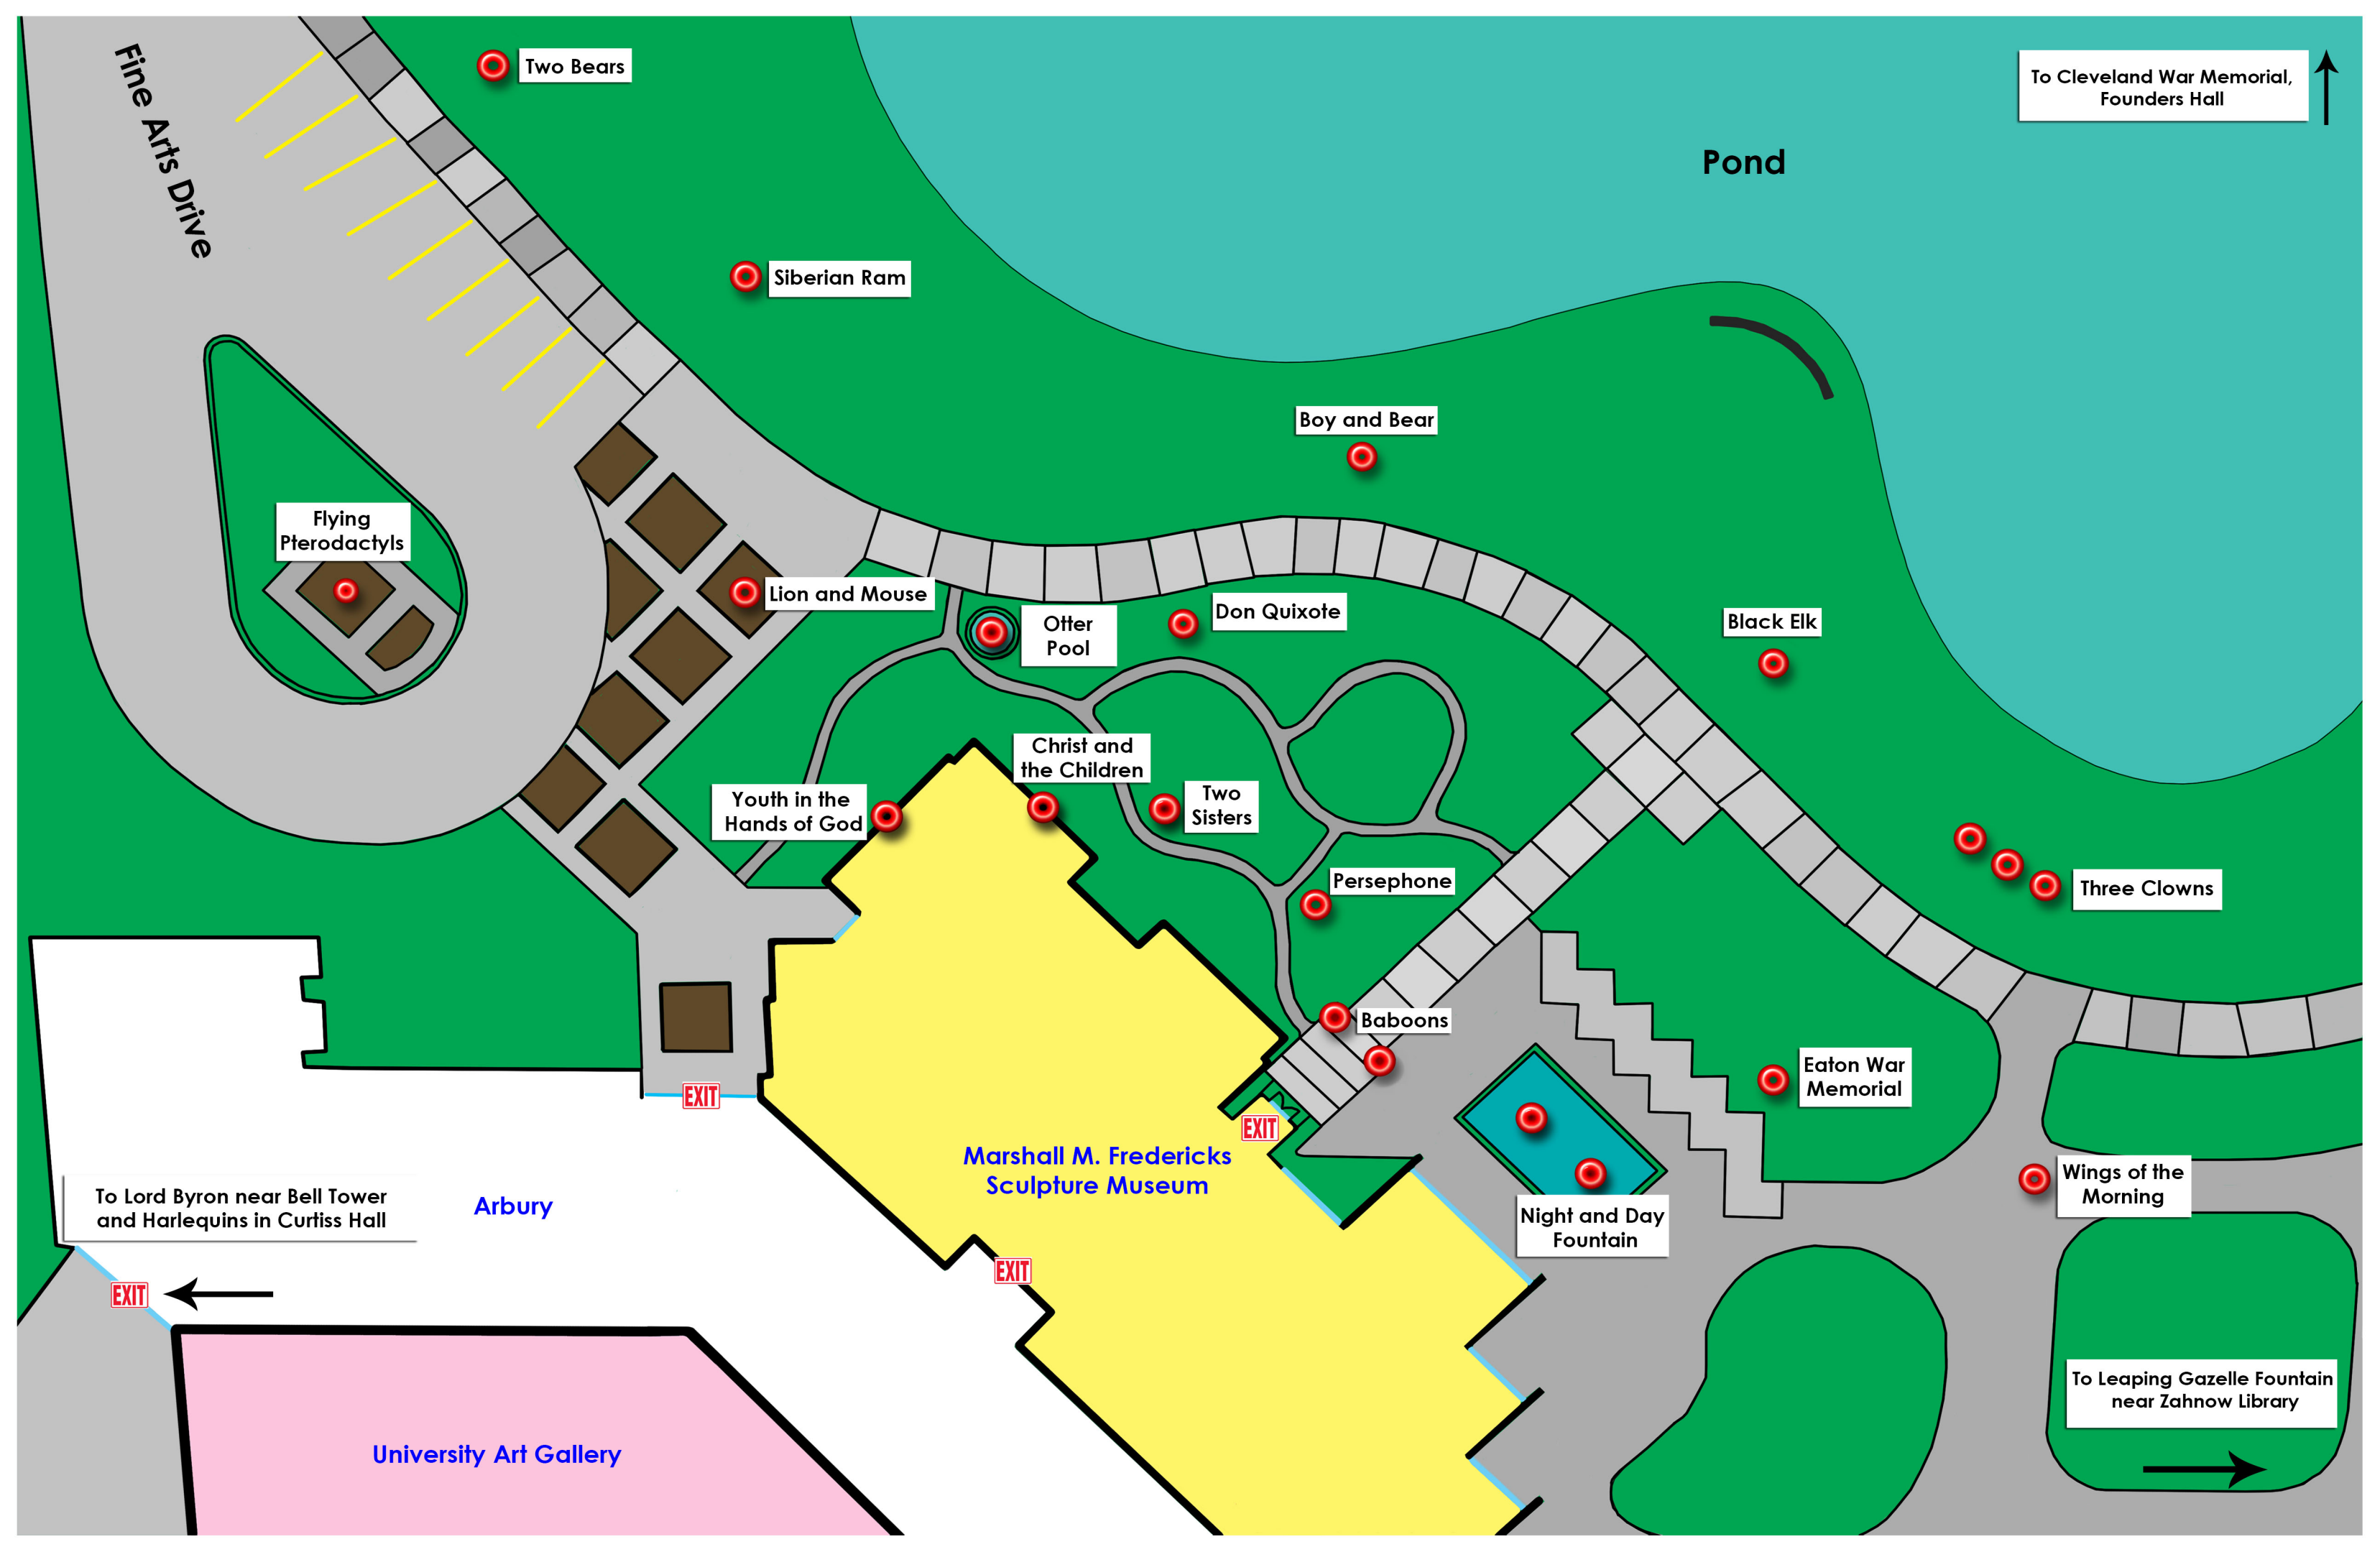 Fine Arts Drive
Two Bears
To Cleveland War Memorial,
Founders Hall
Pond
Siberian Ram
Boy and Bear
Flying
Pterodactyls
Lion and Mouse
Otter
Pool
Don Quixote
Black Elk
Christ and
the Children
Youth in the
Hands of God
Two
Sisters
Persephone
Three Clowns
Baboons
Eaton War
Memorial
EXIT
EXIT
Marshall M. Fredericks
Sculpture Museum
Wings of the
Morning
To Lord Byron near Bell Tower
and Harlequins in Curtiss Hall
Arbury
Night and Day
Fountain
EXIT
EXIT
To Leaping Gazelle Fountain
near Zahnow Library
University Art Gallery